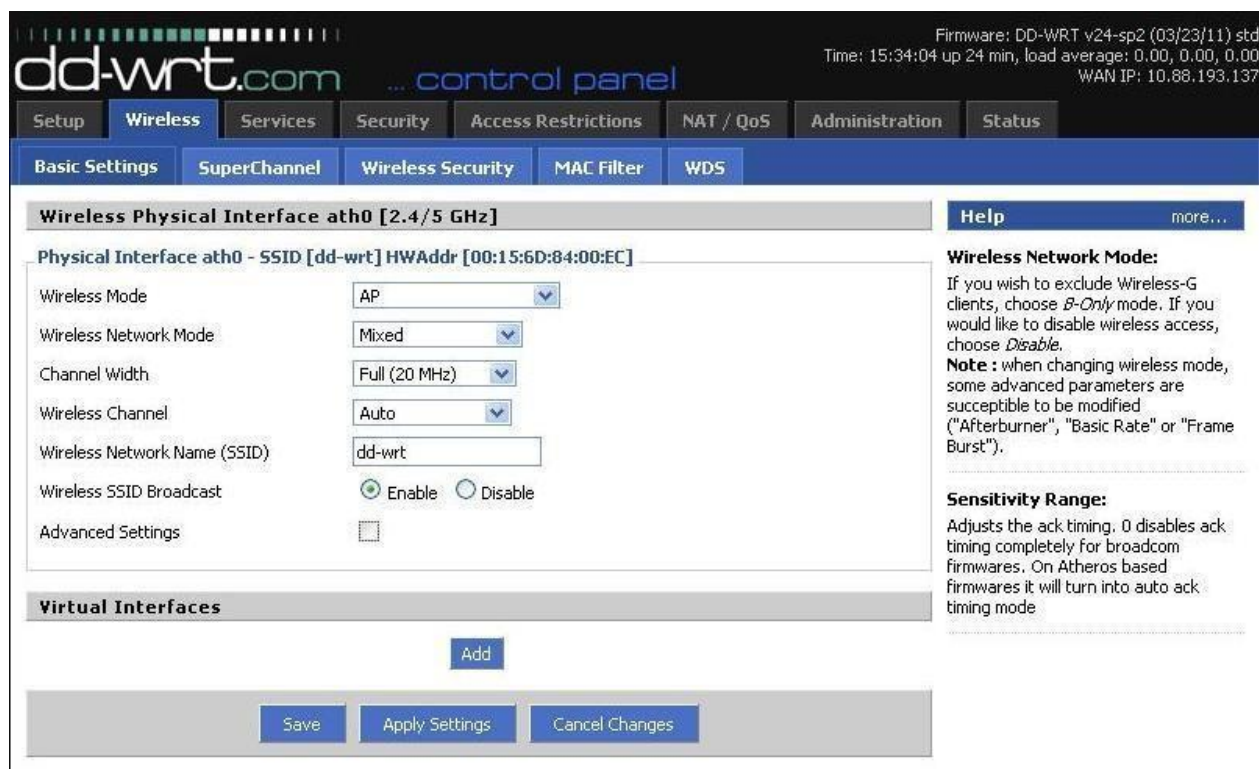 dd-wrt.com ... control panel
Firmware: DD-WRT v24-sp2 (03/23/11) std
Time: 15:34:04 up 24 min, load average: 0.00, 0.00, 0.00
WAN IP: 10.88.193.137
Setup Wireless Services Security Access Restrictions NAT / QoS Administration Status
Basic Settings SuperChannel Wireless Security MAC Filter WDS
Wireless Physical Interface ath0 [2.4/5 GHz]
Physical Interface ath0 - SSID [dd-wrt] HWAddr [00:15:6D:84:00:EC]
Wireless Mode AP
Wireless Network Mode Mixed
Channel Width Full (20 MHz)
Wireless Channel Auto
Wireless Network Name (SSID) dd-wrt
Wireless SSID Broadcast Enable Disable
Advanced Settings
Virtual Interfaces
Add
Save Apply Settings Cancel Changes
Help more...
Wireless Network Mode:
If you wish to exclude Wireless-G
clients, choose B-Only mode. If you
would like to disable wireless access,
choose Disable.
Note : when changing wireless mode,
some advanced parameters are
succeptible to be modified
("Afterburner", "Basic Rate" or "Frame
Burst").
Sensitivity Range:
Adjusts the ack timing. 0 disables ack
timing completely for broadcom
firmwares. On Atheros based
firmwares it will turn into auto ack
timing mode